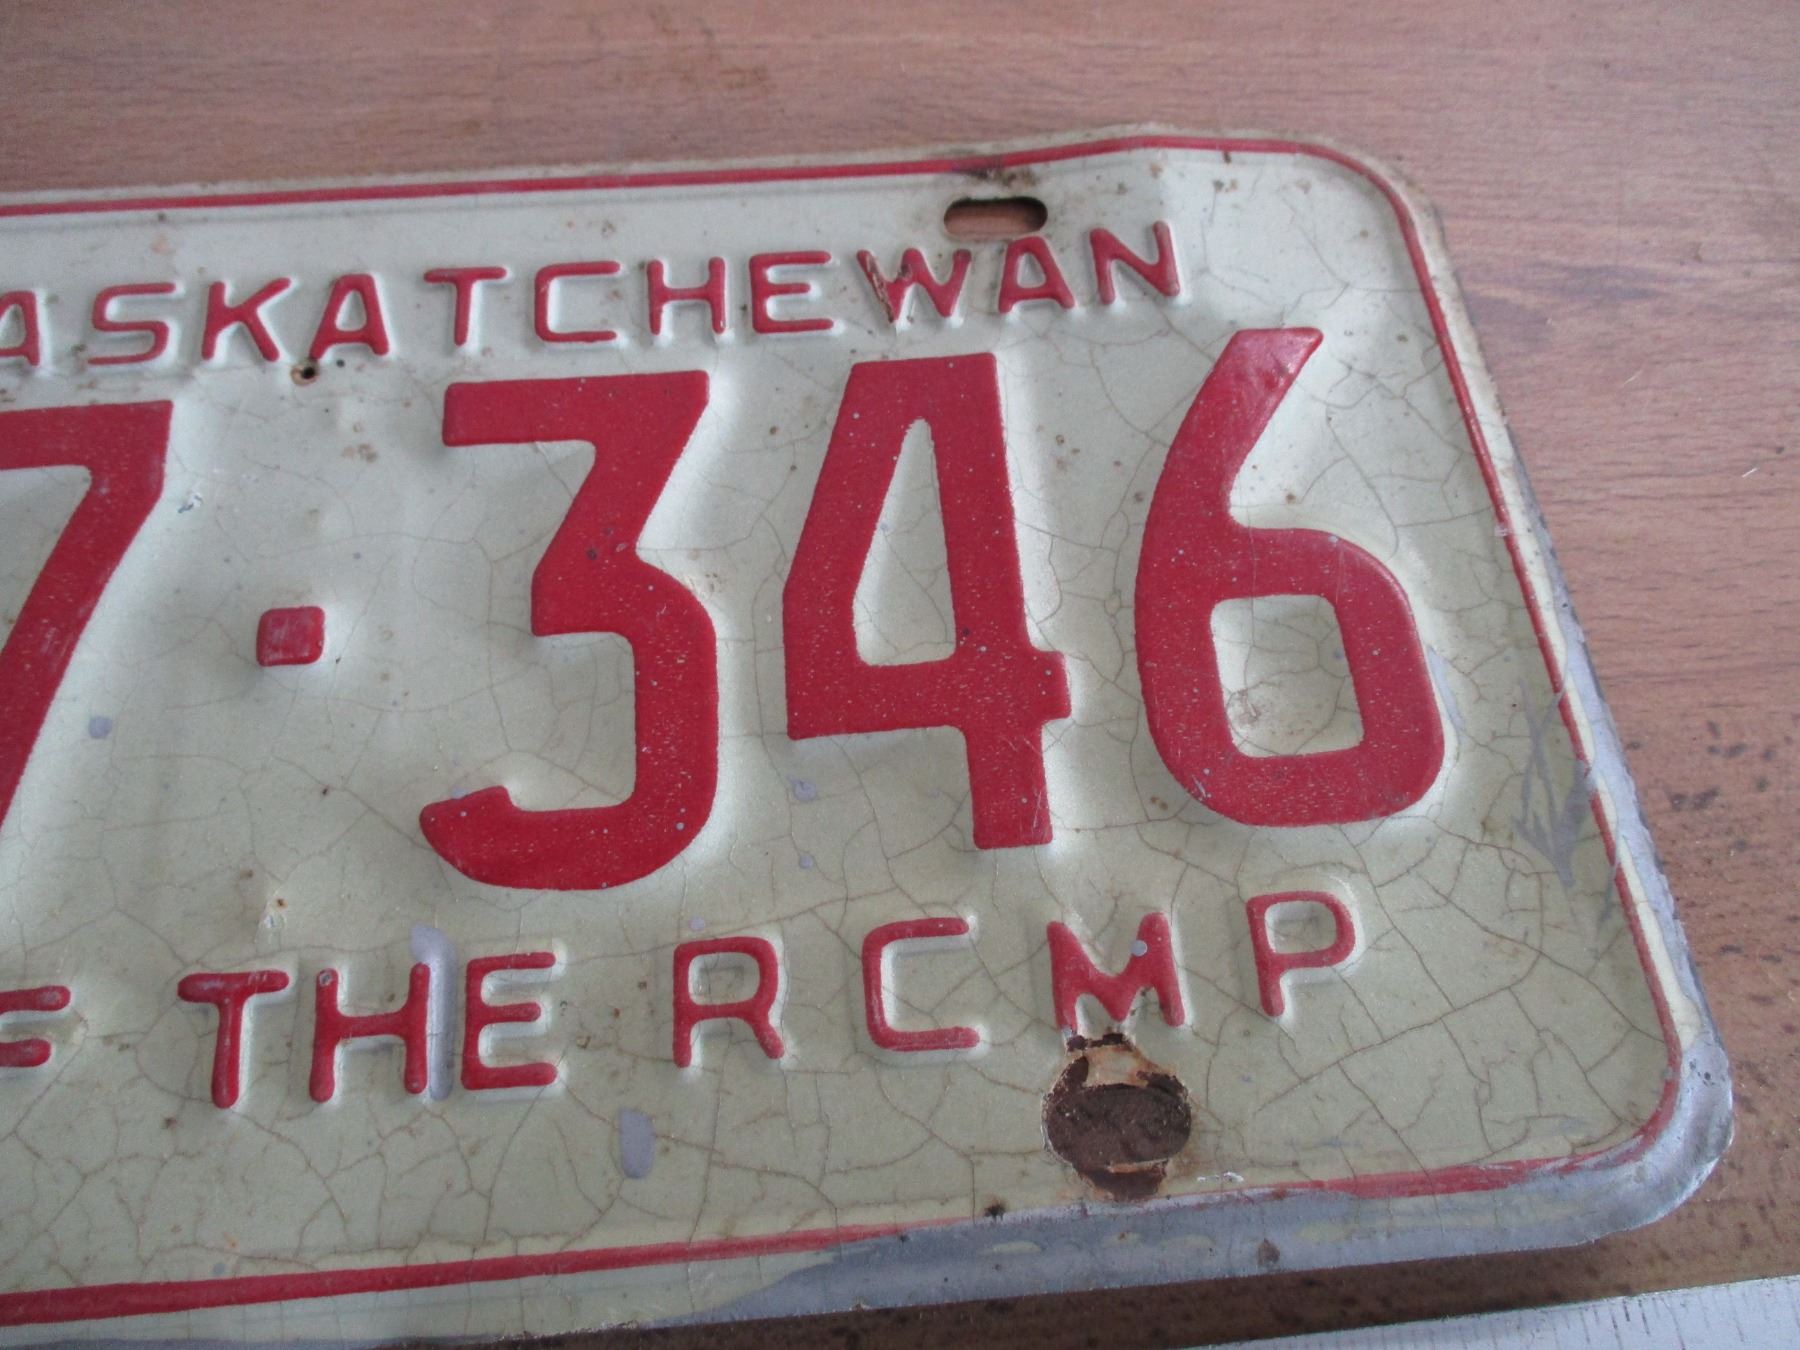 ASKATCHEWAN
7·346
F THE RCMP